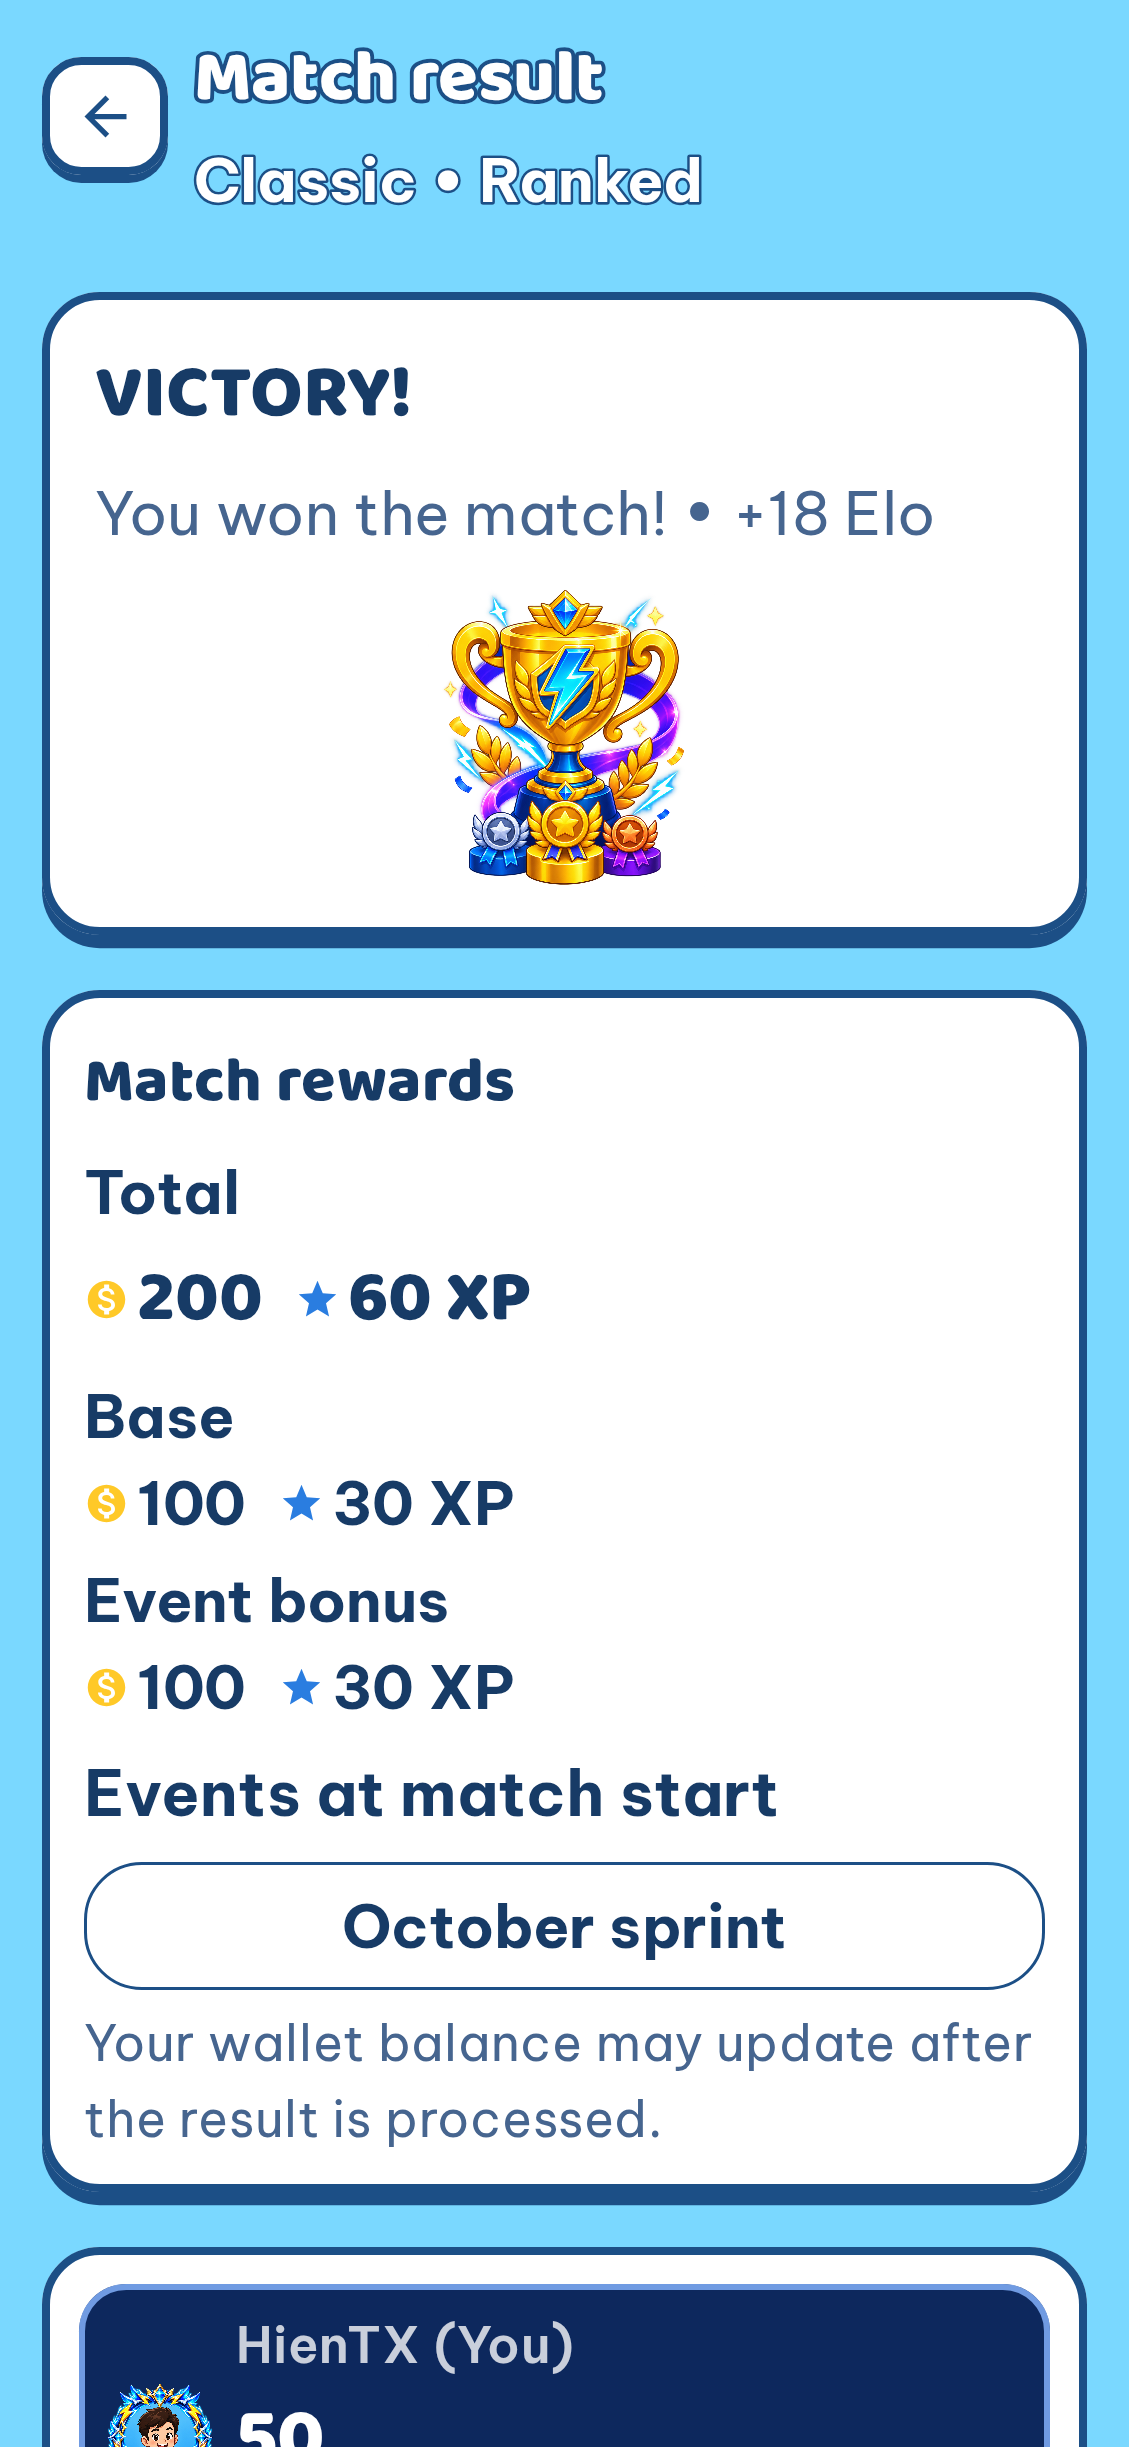 Match result
Classic • Ranked
VICTORY!
You won the match! • +18 Elo
Match rewards
Total
200 60 XP
Base
100 30 XP
Event bonus
100 30 XP
Events at match start
October sprint
Your wallet balance may update after
the result is processed.
HienTX (You)
50